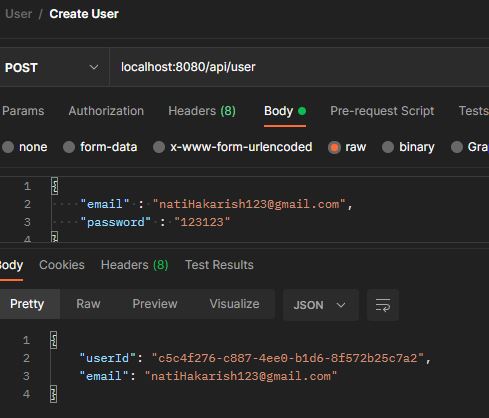 User / Create User
POST localhost:8080/api/user
Params Authorization Headers (8) Body Pre-request Script Tests
none form-data x-www-form-urlencoded raw binary Gra
1 {
2 "email" : "natiHakarish123@gmail.com",
3 "password" : "123123"
4 }
Body Cookies Headers (8) Test Results
Pretty Raw Preview Visualize JSON
1 {
2 "userId": "c5c4f276-c887-4ee0-b1d6-8f572b25c7a2",
3 "email": "natiHakarish123@gmail.com"
4 }